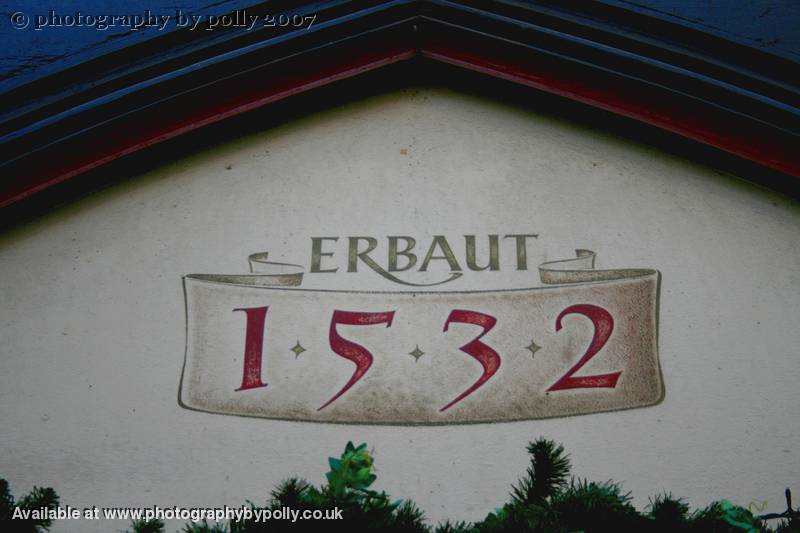 © photography by polly 2007
ERBAUT
1 · 5 · 3 · 2
Available at www.photographybypolly.co.uk